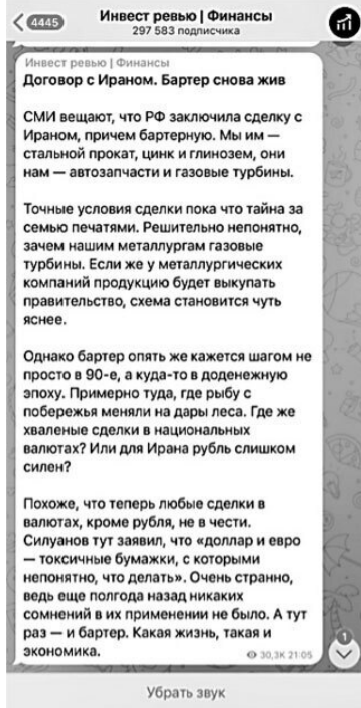 4445
Инвест ревью | Финансы
297 583 подписчика
Инвест ревью | Финансы
Договор с Ираном. Бартер снова жив
СМИ вещают, что РФ заключила сделку с
Ираном, причем бартерную. Мы им —
стальной прокат, цинк и глинозем, они
нам — автозапчасти и газовые турбины.
Точные условия сделки пока что тайна за
семью печатями. Решительно непонятно,
зачем нашим металлургам газовые
турбины. Если же у металлургических
компаний продукцию будет выкупать
правительство, схема становится чуть
яснее.
Однако бартер опять же кажется шагом не
просто в 90-е, а куда-то в доденежную
эпоху. Примерно туда, где рыбу с
побережья меняли на дары леса. Где же
хваленые сделки в национальных
валютах? Или для Ирана рубль слишком
силен?
Похоже, что теперь любые сделки в
валютах, кроме рубля, не в чести.
Силуанов тут заявил, что «доллар и евро
— токсичные бумажки, с которыми
непонятно, что делать». Очень странно,
ведь еще полгода назад никаких
сомнений в их применении не было. А тут
раз — и бартер. Какая жизнь, такая и
экономика.
30,3K 21:05
1
Убрать звук